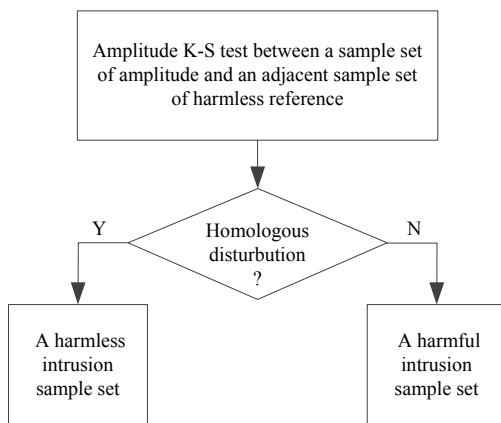 Amplitude K-S test between a sample set
of amplitude and an adjacent sample set
of harmless reference
Y
Homologous
disturbution
?
N
A harmless
intrusion
sample set
A harmful
intrusion
sample set